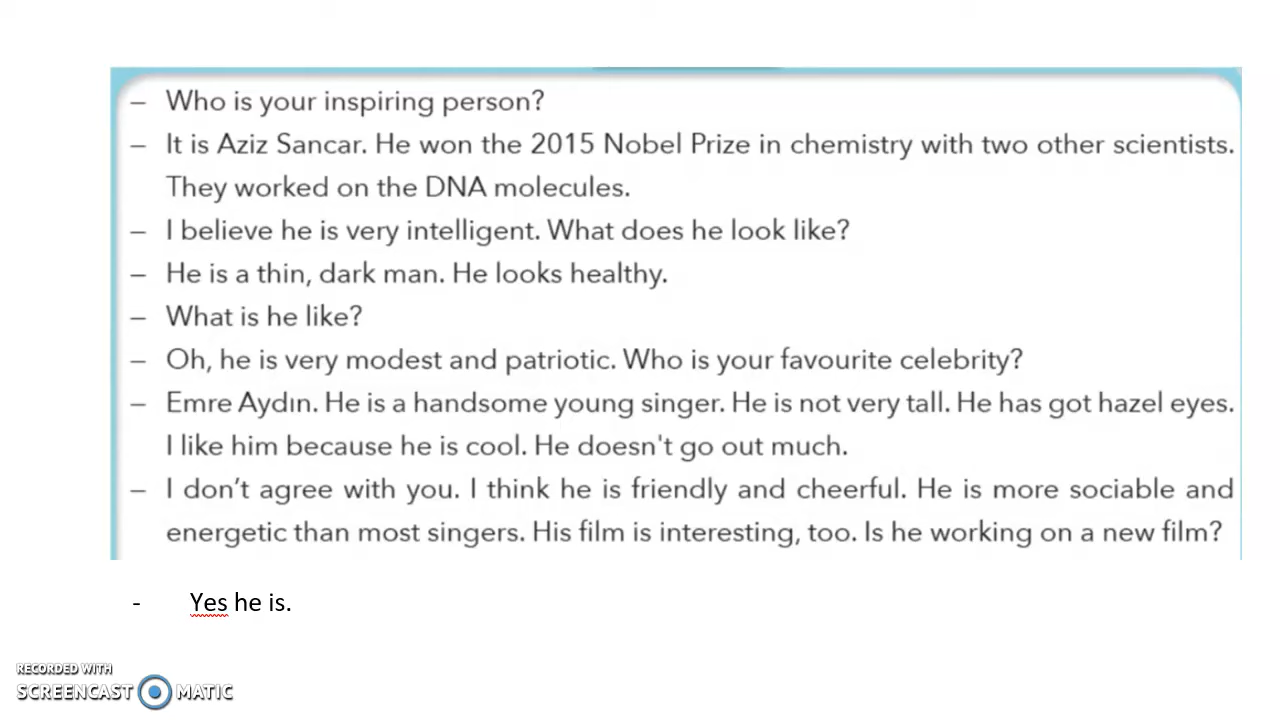 – Who is your inspiring person?
– It is Aziz Sancar. He won the 2015 Nobel Prize in chemistry with two other scientists.
They worked on the DNA molecules.
– I believe he is very intelligent. What does he look like?
– He is a thin, dark man. He looks healthy.
– What is he like?
– Oh, he is very modest and patriotic. Who is your favourite celebrity?
– Emre Aydın. He is a handsome young singer. He is not very tall. He has got hazel eyes.
I like him because he is cool. He doesn't go out much.
– I don’t agree with you. I think he is friendly and cheerful. He is more sociable and
energetic than most singers. His film is interesting, too. Is he working on a new film?
- Yes he is.
RECORDED WITH
SCREENCAST MATIC